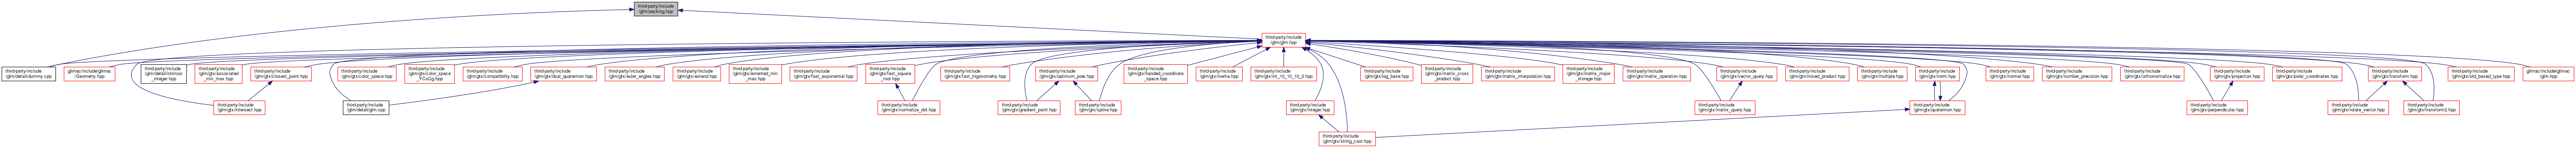 third-party/include
/glm/packing.hpp
third-party/include
/glm/glm.hpp
third-party/include
/glm/detail/dummy.cpp
glimac/include/glimac
/Geometry.hpp
third-party/include
/glm/detail/intrinsic
_integer.hpp
third-party/include
/glm/gtx/associated
_min_max.hpp
third-party/include
/glm/gtx/closest_point.hpp
third-party/include
/glm/gtx/color_space.hpp
third-party/include
/glm/gtx/color_space
_YCoCg.hpp
third-party/include
/glm/gtx/compatibility.hpp
third-party/include
/glm/gtx/dual_quaternion.hpp
third-party/include
/glm/gtx/euler_angles.hpp
third-party/include
/glm/gtx/extend.hpp
third-party/include
/glm/gtx/extented_min
_max.hpp
third-party/include
/glm/gtx/fast_exponential.hpp
third-party/include
/glm/gtx/fast_square
_root.hpp
third-party/include
/glm/gtx/fast_trigonometry.hpp
third-party/include
/glm/gtx/optimum_pow.hpp
third-party/include
/glm/gtx/handed_coordinate
_space.hpp
third-party/include
/glm/gtx/inertia.hpp
third-party/include
/glm/gtx/int_10_10_10_2.hpp
third-party/include
/glm/gtx/log_base.hpp
third-party/include
/glm/gtx/matrix_cross
_product.hpp
third-party/include
/glm/gtx/matrix_interpolation.hpp
third-party/include
/glm/gtx/matrix_major
_storage.hpp
third-party/include
/glm/gtx/matrix_operation.hpp
third-party/include
/glm/gtx/vector_query.hpp
third-party/include
/glm/gtx/mixed_product.hpp
third-party/include
/glm/gtx/multiple.hpp
third-party/include
/glm/gtx/norm.hpp
third-party/include
/glm/gtx/normal.hpp
third-party/include
/glm/gtx/number_precision.hpp
third-party/include
/glm/gtx/orthonormalize.hpp
third-party/include
/glm/gtx/projection.hpp
third-party/include
/glm/gtx/polar_coordinates.hpp
third-party/include
/glm/gtx/transform.hpp
third-party/include
/glm/gtx/std_based_type.hpp
glimac/include/glimac
/glm.hpp
third-party/include
/glm/gtx/intersect.hpp
third-party/include
/glm/detail/glm.cpp
third-party/include
/glm/gtx/normalize_dot.hpp
third-party/include
/glm/gtx/gradient_paint.hpp
third-party/include
/glm/gtx/spline.hpp
third-party/include
/glm/gtx/integer.hpp
third-party/include
/glm/gtx/matrix_query.hpp
third-party/include
/glm/gtx/quaternion.hpp
third-party/include
/glm/gtx/perpendicular.hpp
third-party/include
/glm/gtx/rotate_vector.hpp
third-party/include
/glm/gtx/transform2.hpp
third-party/include
/glm/gtx/string_cast.hpp